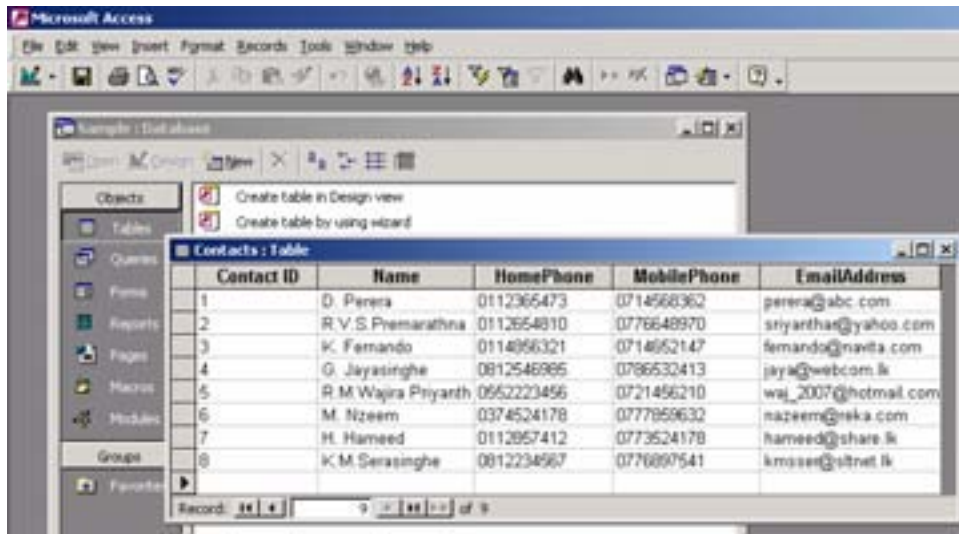 Microsoft Access
File Edit View Insert Format Records Tools Window Help
Sample : Database
Open Design New
Objects
Create table in Design view
Tables
Create table by using wizard
Queries
Contacts : Table
Contact ID Name HomePhone MobilePhone EmailAddress
Forms
1 D. Perera 0112365473 0714568362 perera@abc.com
Reports
2 R.V.S.Premarathna 0112654810 0776648970 sriyantha@yahoo.com
3 K. Fernando 0114856321 0714652147 fernando@navita.com
Pages
4 G. Jayasinghe 0812546985 0786532413 jaya@webcom.lk
Macros
5 R.M.Wajira Priyanth 0552223456 0721456210 waj_2007@hotmail.com
Modules
6 M. Nzeem 0374524178 0777859632 nazeem@reka.com
7 H. Hameed 0112857412 0773524178 hameed@share.lk
Groups
8 K.M.Serasinghe 0812234567 0776897541 kmsser@sltnet.lk
Favorites
Record: 9 of 9